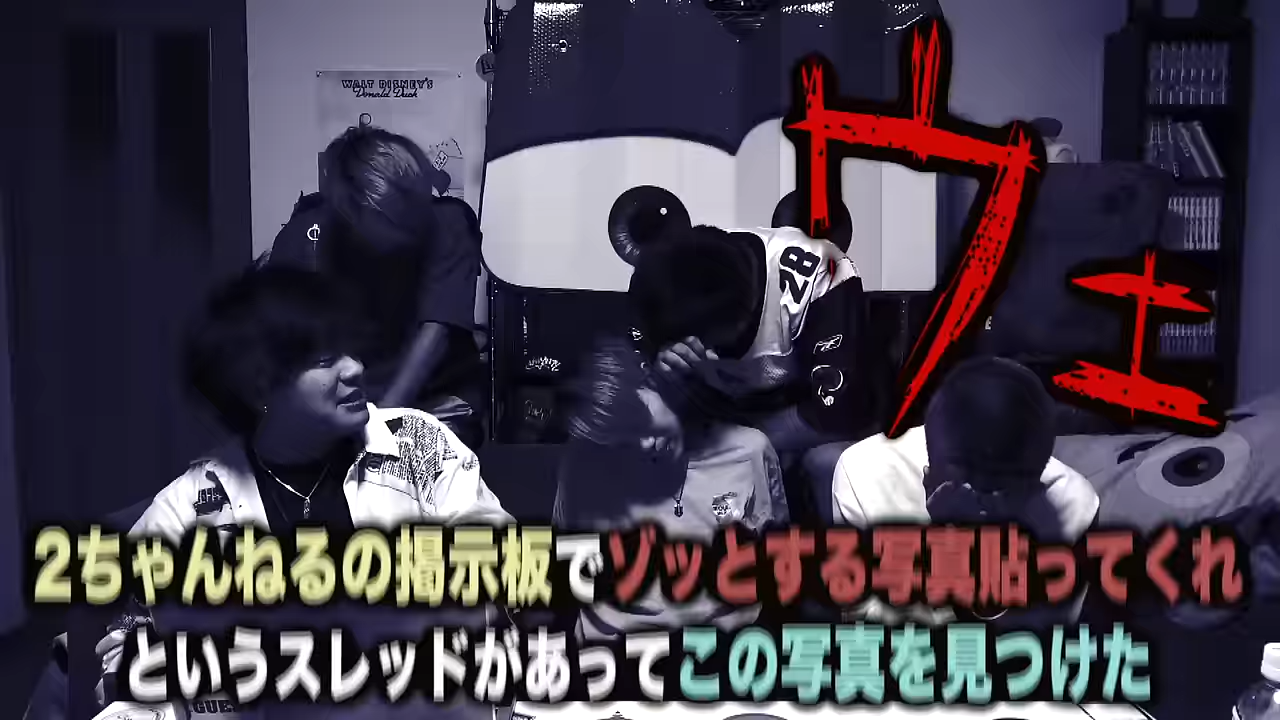 WALT DISNEY'S
Donald Duck
ヴェ
28
2ちゃんねるの掲示板でゾッとする写真貼ってくれ
というスレッドがあってこの写真を見つけた
GUE